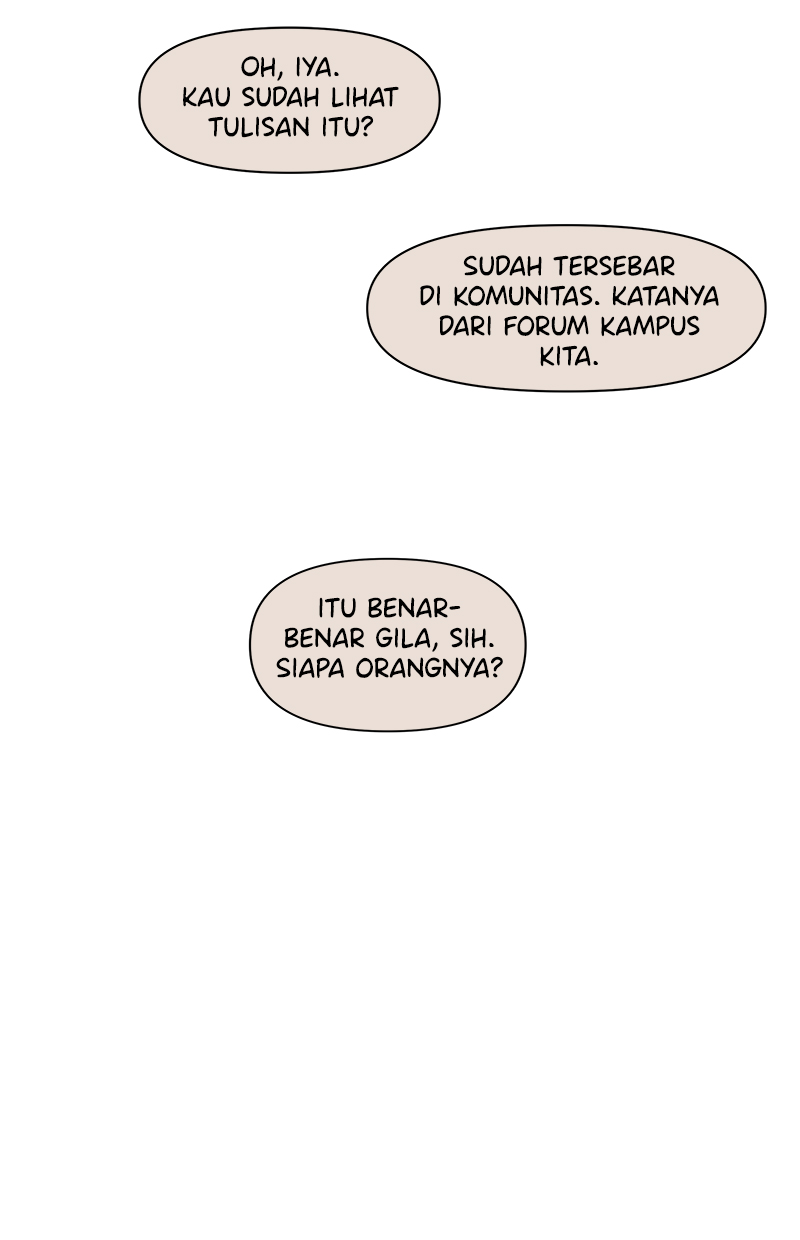 OH, IYA.
KAU SUDAH LIHAT
TULISAN ITU?
SUDAH TERSEBAR
DI KOMUNITAS. KATANYA
DARI FORUM KAMPUS
KITA.
ITU BENAR-
BENAR GILA, SIH.
SIAPA ORANGNYA?